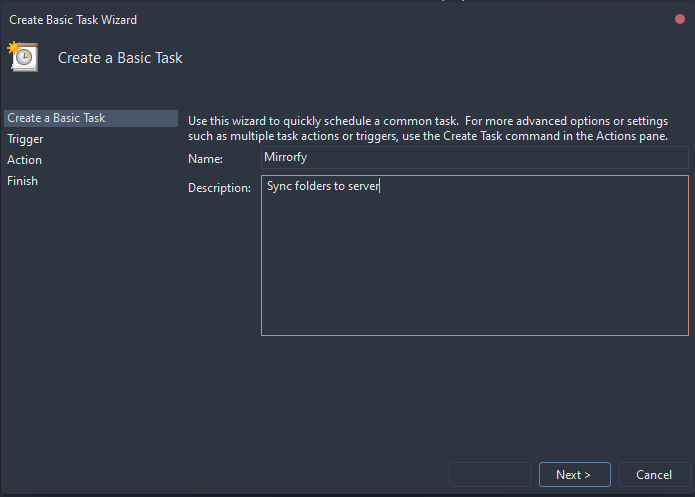 Create Basic Task Wizard
Create a Basic Task
Create a Basic Task
Trigger
Action
Finish
Use this wizard to quickly schedule a common task.  For more advanced options or settings
such as multiple task actions or triggers, use the Create Task command in the Actions pane.
Name:
Mirrorfy
Description:
Sync folders to server
Next >
Cancel